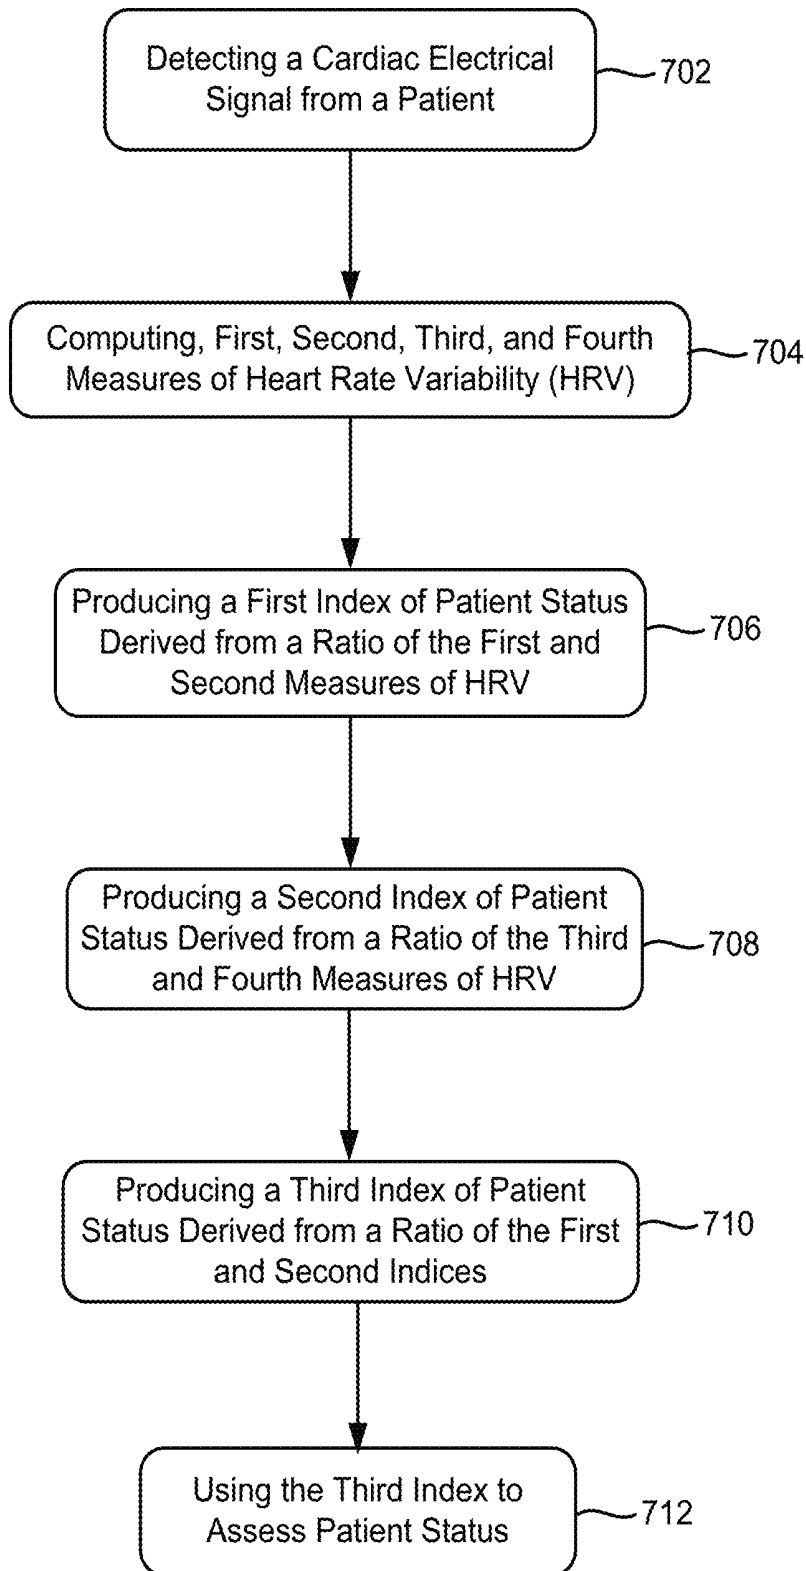 Detecting a Cardiac Electrical
Signal from a Patient
702
Computing, First, Second, Third, and Fourth
Measures of Heart Rate Variability (HRV)
704
Producing a First Index of Patient Status
Derived from a Ratio of the First and
Second Measures of HRV
706
Producing a Second Index of Patient
Status Derived from a Ratio of the Third
and Fourth Measures of HRV
708
Producing a Third Index of Patient
Status Derived from a Ratio of the First
and Second Indices
710
Using the Third Index to
Assess Patient Status
712